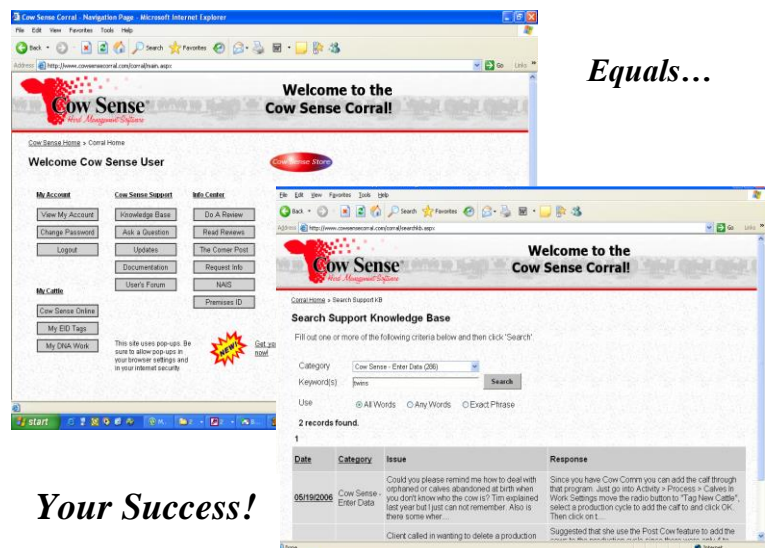 Cow Sense Corral - Navigation Page - Microsoft Internet Explorer
File Edit View Favorites Tools Help
Back Search Favorites
Address http://www.cowsensecorral.com/corral/main.aspx Go Links
Equals…
Cow Sense
Herd Management Software
Welcome to the
Cow Sense Corral!
Cow Sense Home > Corral Home
Welcome Cow Sense User
Cow Sense Store
My Account
View My Account
Change Password
Logout
My Cattle
Cow Sense Online
My EID Tags
My DNA Work
Cow Sense Support
Knowledge Base
Ask a Question
Updates
Documentation
User's Forum
This site uses pop-ups. Be
sure to allow pop-ups in
your browser settings and
in your internet security
Info Center
Do A Review
Read Reviews
The Corner Post
Request Info
NAIS
Premises ID
NEW!
Get
now!
start
File Edit View Favorites Tools Help
Back Search Favorites
Address http://www.cowsensecorral.com/corral/searchkb.aspx Go Links
Cow Sense
Herd Management Software
Welcome to the
Cow Sense Corral!
Corral Home > Search Support KB
Search Support Knowledge Base
Fill out one or more of the following criteria below and then click 'Search'
Category Cow Sense - Enter Data (286)
Keyword(s) twins Search
Use All Words Any Words Exact Phrase
2 records found.
1
Date Category Issue Response
05/19/2006
Cow Sense -
Enter Data
Could you please remind me how to deal with
orphaned or calves abandoned at birth when
you don't know who the cow is? Tim explained
last year but I just can not remember. Also is
there some wher...
Since you have Cow Comm you can add the calf through
that program. Just go into Activity > Process > Calves In
Work Settings move the radio button to "Tag New Cattle",
select a production cycle to add the calf to and click OK.
Then click on t...
Client called in wanting to delete a production
Suggested that she use the Post Cow feature to add the
Internet
Your Success!